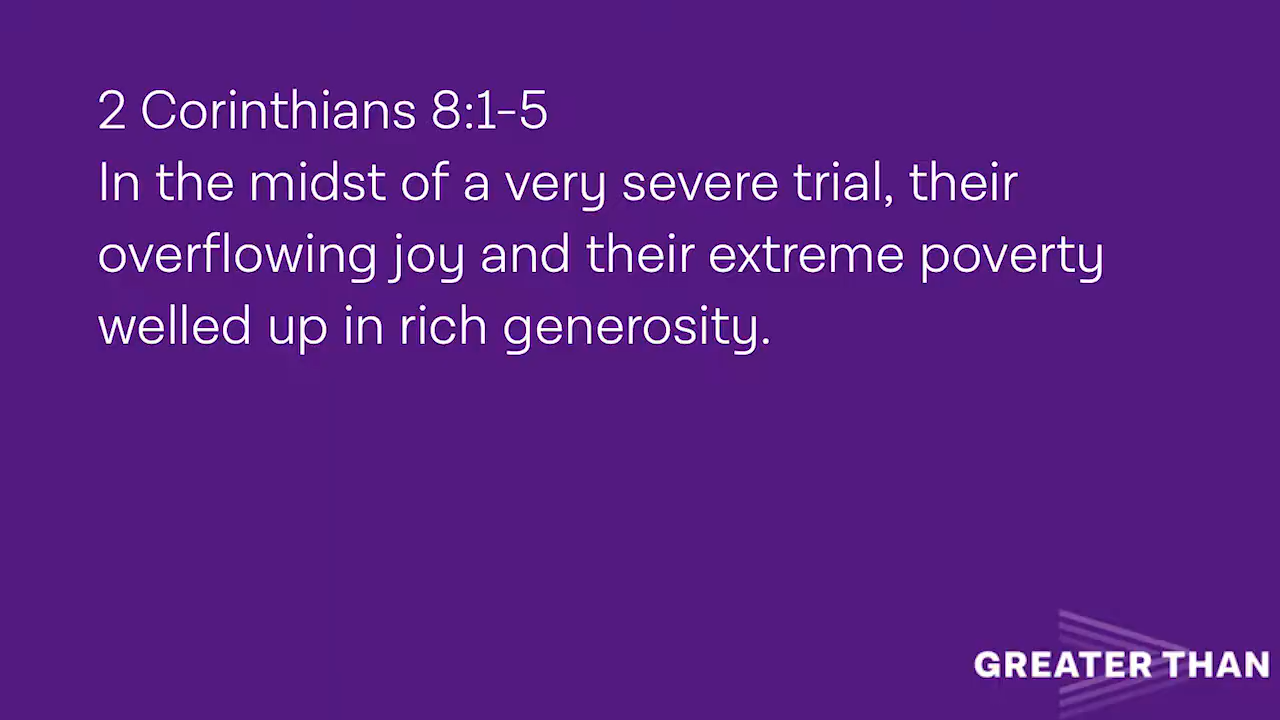 2 Corinthians 8:1-5
In the midst of a very severe trial, their
overflowing joy and their extreme poverty
welled up in rich generosity.
GREATER THAN